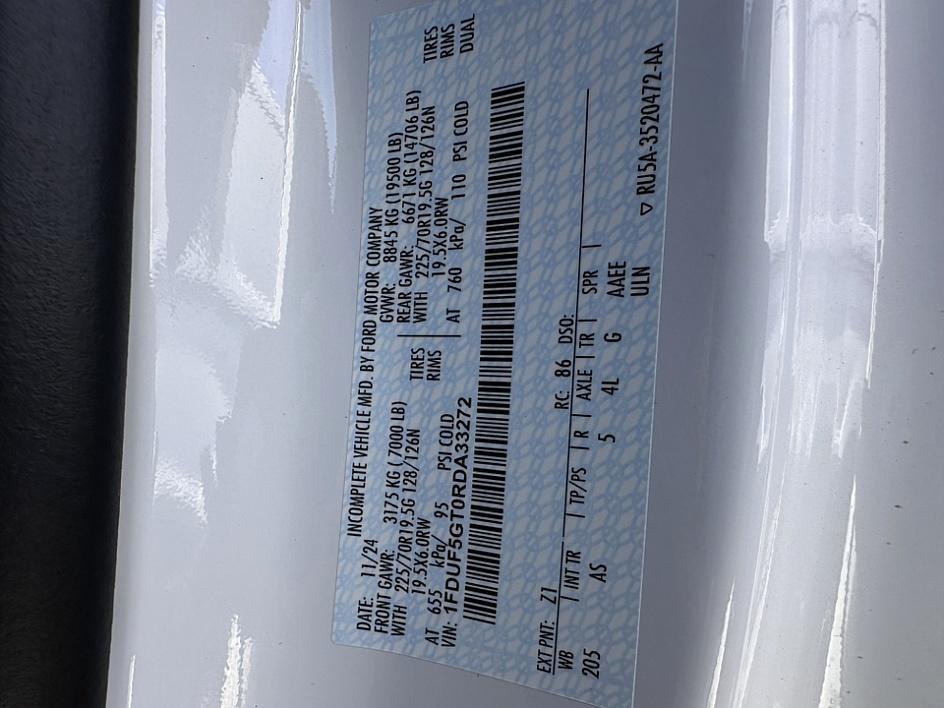 DATE: 11/24 INCOMPLETE VEHICLE MFD. BY FORD MOTOR COMPANY
GVWR: 8845 KG (19500 LB)
FRONT GAWR: 3175 KG ( 7000 LB) REAR GAWR: 6671 KG (14706 LB)
WITH 225/70R19.5G 128/126N TIRES WITH 225/70R19.5G 128/126N TIRES
19.5X6.0RW RIMS 19.5X6.0RW RIMS
AT 655 kPa/ 95 PSI COLD AT 760 kPa/ 110 PSI COLD DUAL
VIN: 1FDUF5GT0RDA33272
EXT PNT: Z1 RC: 86 DSO:
WB INT TR TP/PS R AXLE TR SPR
205 AS 5 4L G AAEE
ULN
▽ RU5A-3520472-AA